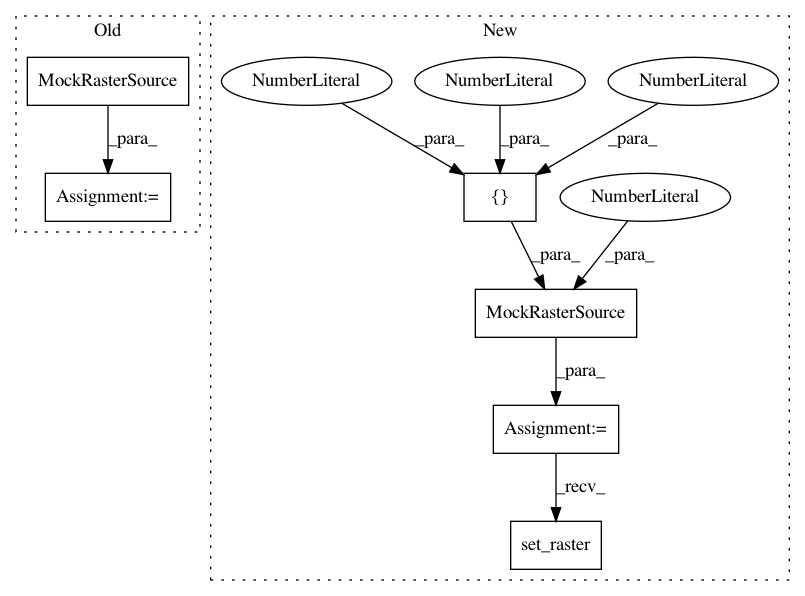 Old
New
MockRasterSource
NumberLiteral
NumberLiteral
NumberLiteral
_para_
_para_
_para_
_para_
Assignment:=
{}
NumberLiteral
_para_
_para_
MockRasterSource
_para_
Assignment:=
_recv_
set_raster